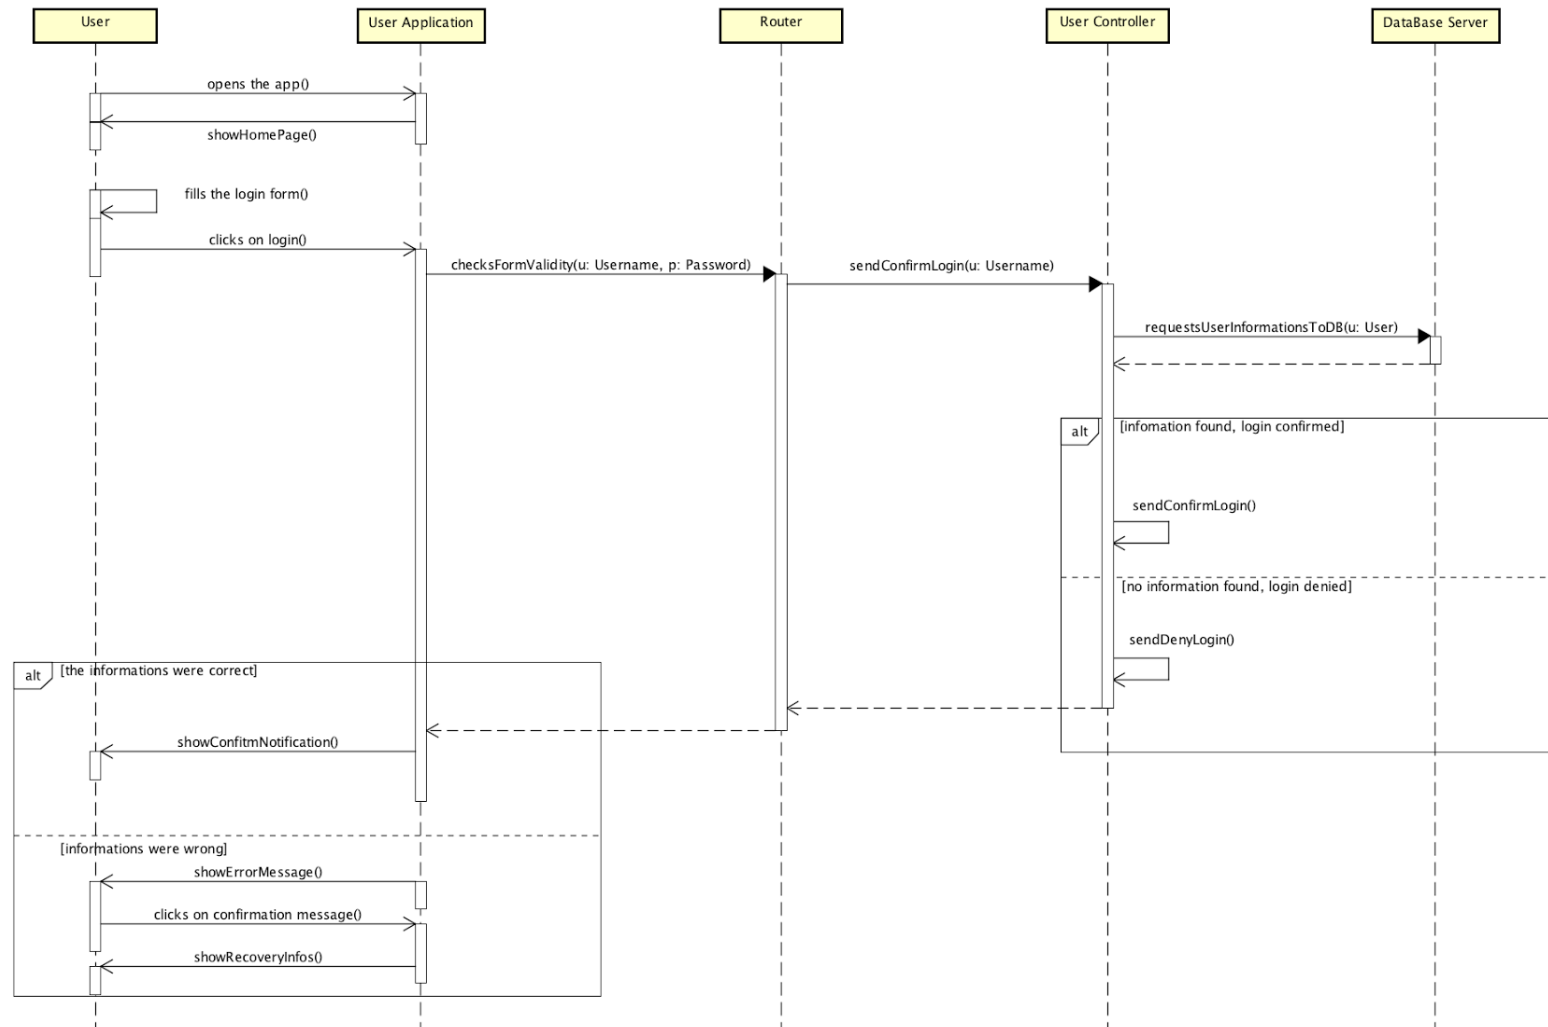 User
User Application
Router
User Controller
DataBase Server
opens the app()
showHomePage()
fills the login form()
clicks on login()
checksFormValidity(u: Username, p: Password)
sendConfirmLogin(u: Username)
requestsUserInformationsToDB(u: User)
alt
[infomation found, login confirmed]
sendConfirmLogin()
[no information found, login denied]
sendDenyLogin()
alt
[the informations were correct]
showConfitmNotification()
[informations were wrong]
showErrorMessage()
clicks on confirmation message()
showRecoveryInfos()